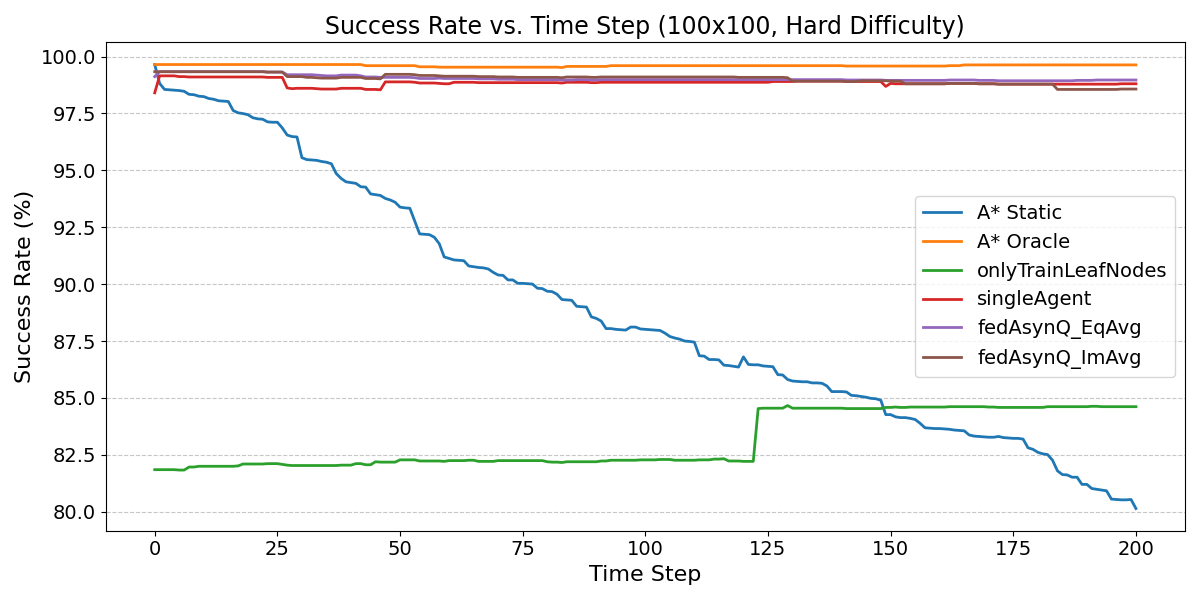 Success Rate vs. Time Step (100x100, Hard Difficulty)
Success Rate (%)
100.0
97.5
95.0
92.5
90.0
87.5
85.0
82.5
80.0
A* Static
A* Oracle
onlyTrainLeafNodes
singleAgent
fedAsynQ_EqAvg
fedAsynQ_ImAvg
0 25 50 75 100 125 150 175 200
Time Step